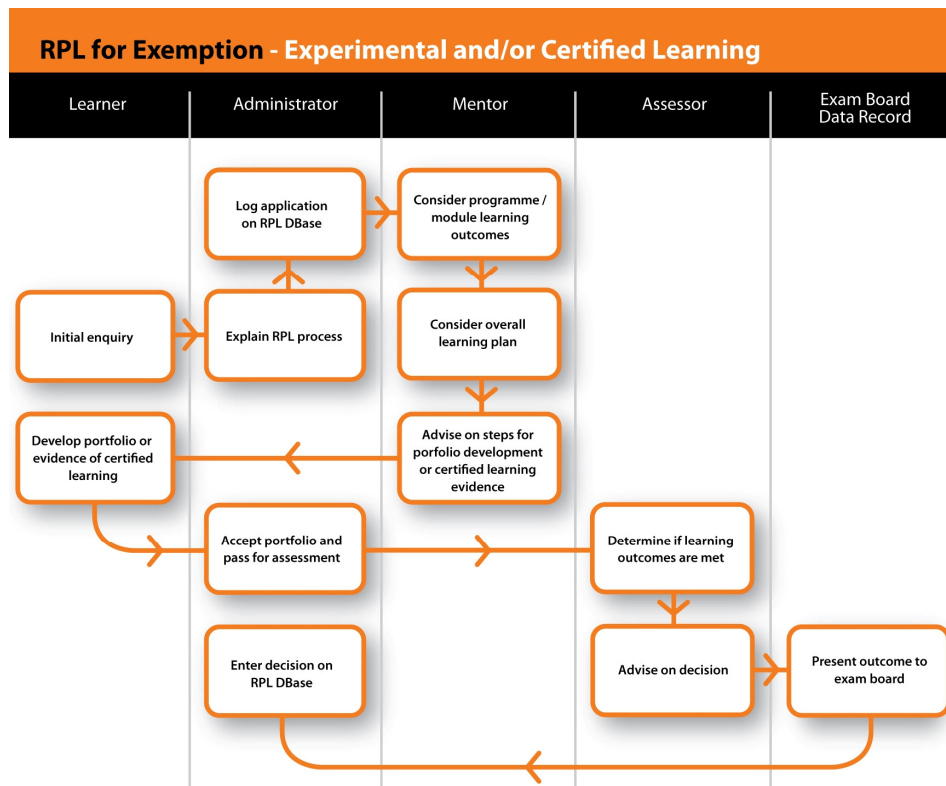 RPL for Exemption - Experimental and/or Certified Learning
Learner
Administrator
Mentor
Assessor
Exam Board
Data Record
Log application
on RPL DBase
Consider programme /
module learning
outcomes
Initial enquiry
Explain RPL process
Consider overall
learning plan
Develop portfolio or
evidence of certified
learning
Advise on steps for
porfolio development
or certified learning
evidence
Accept portfolio and
pass for assessment
Determine if learning
outcomes are met
Enter decision on
RPL DBase
Advise on decision
Present outcome to
exam board